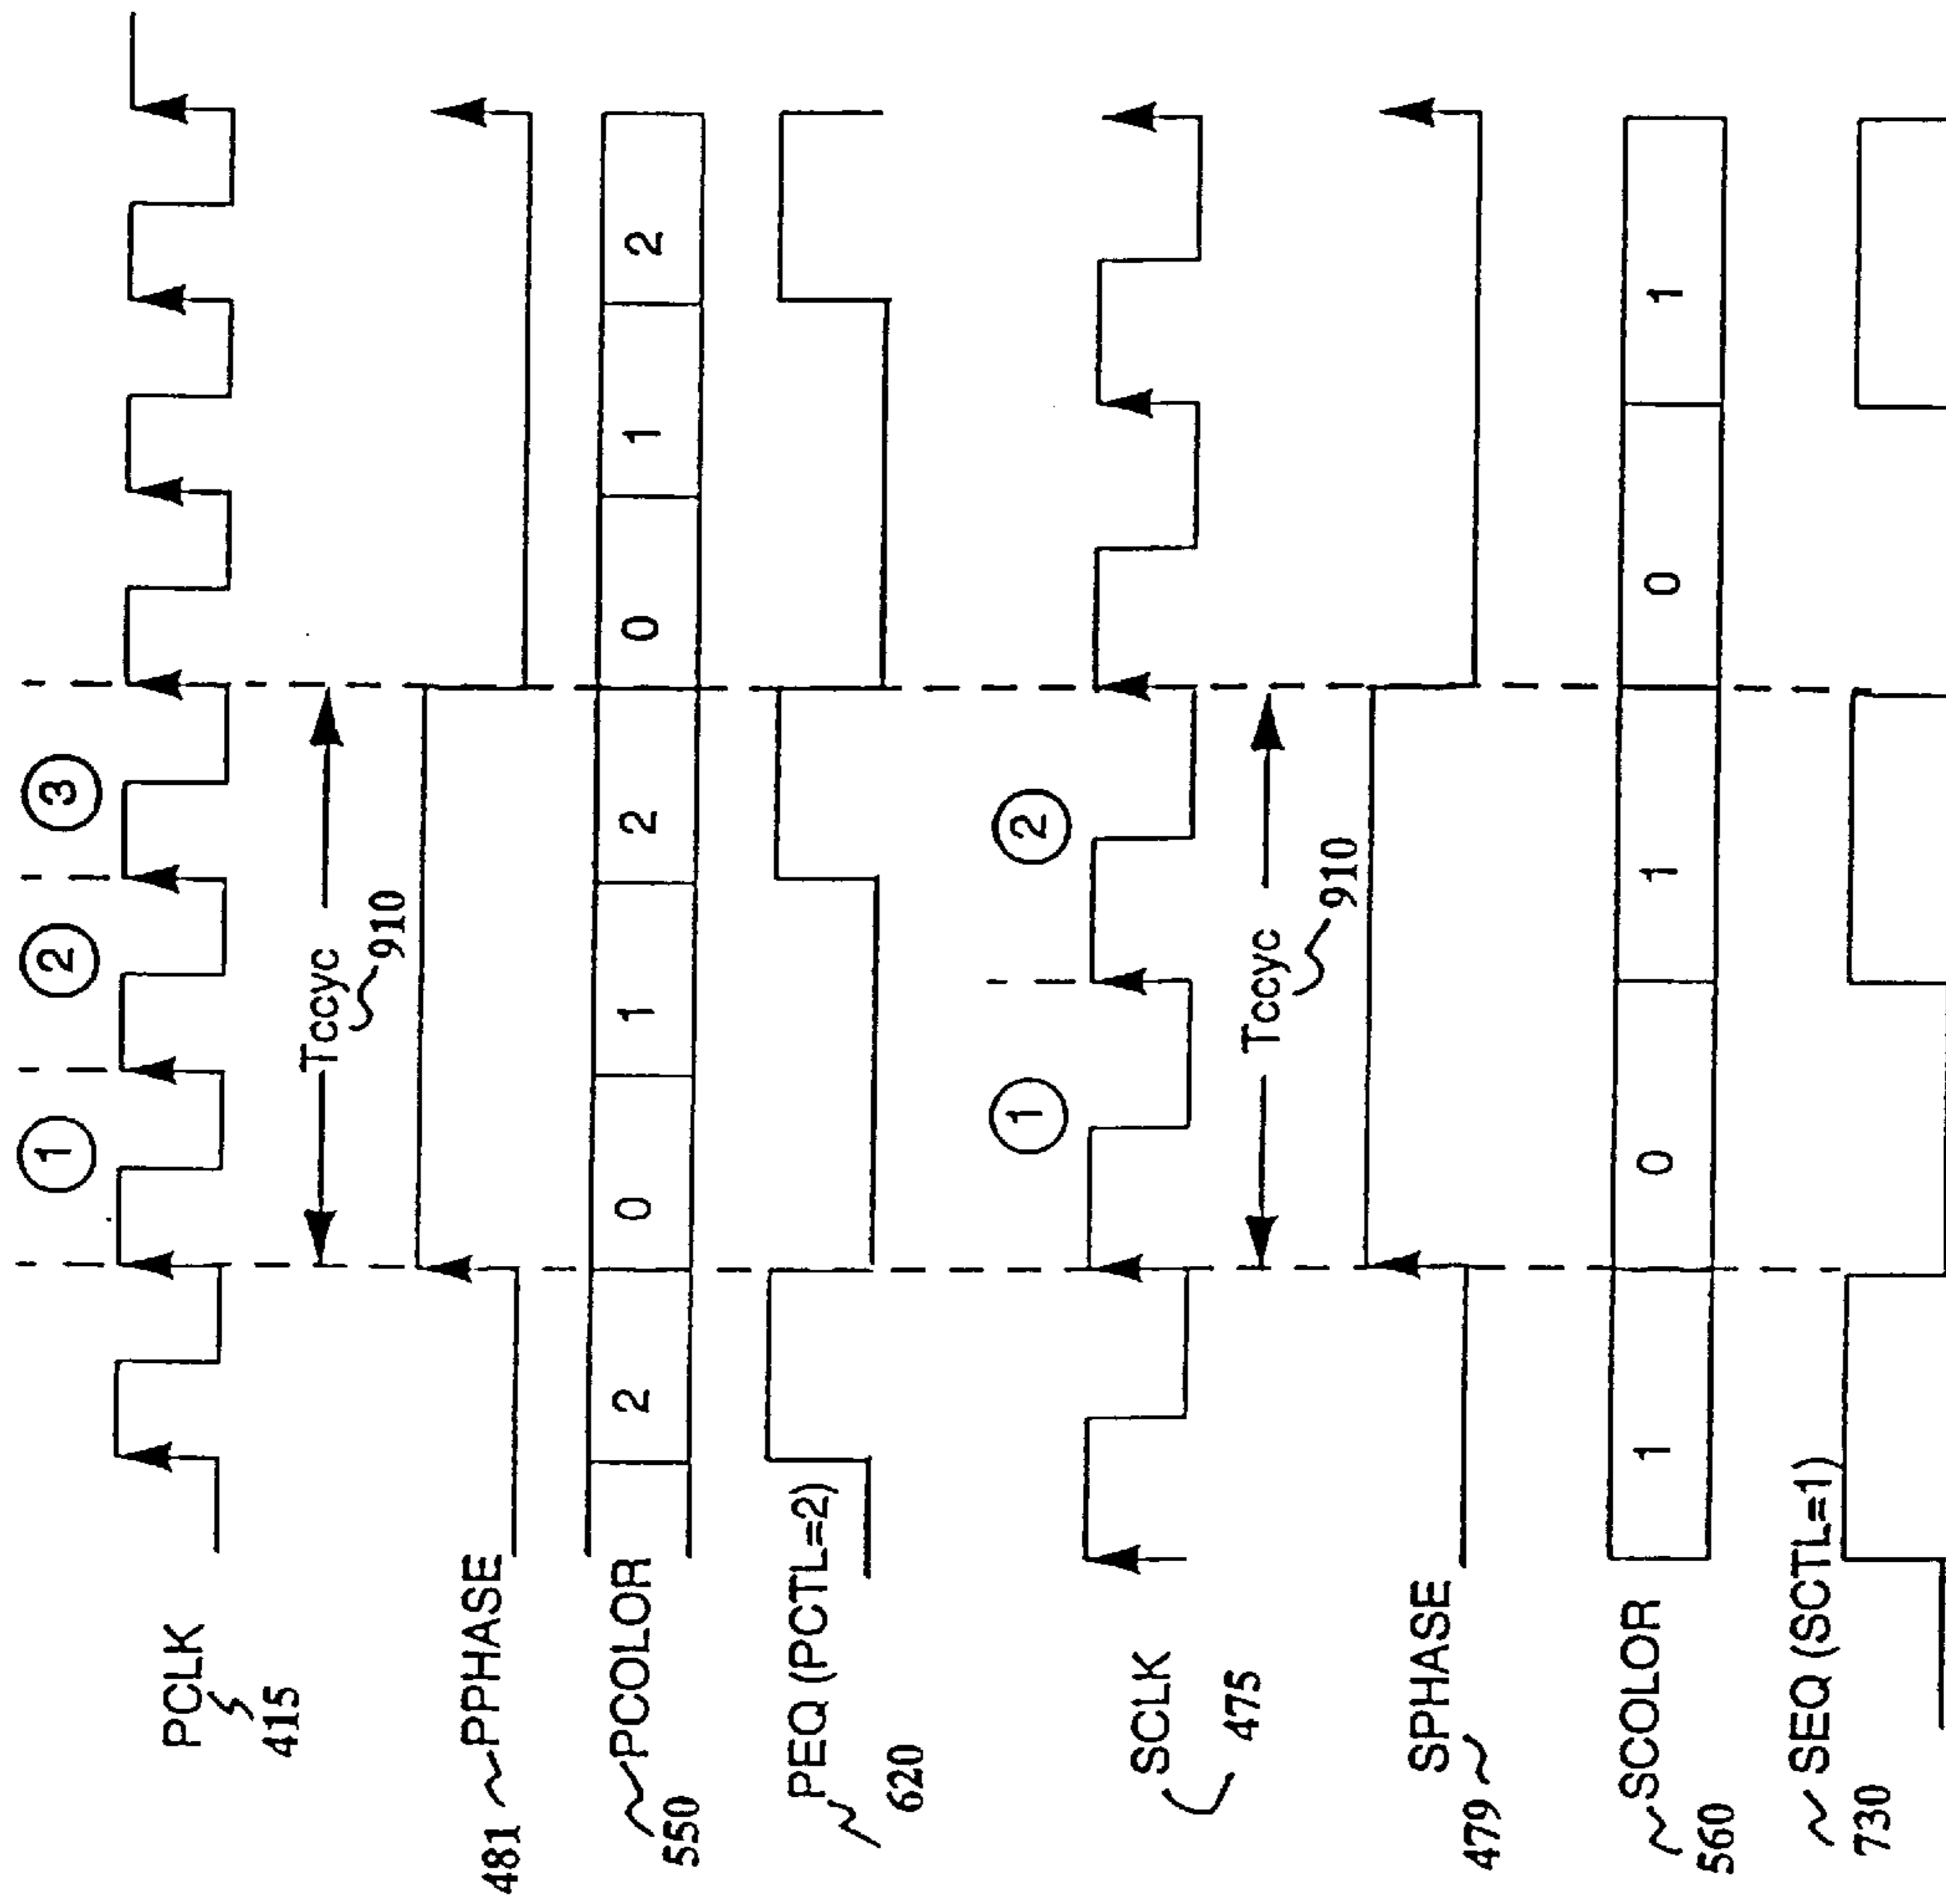 1 2 3
PCLK
415
Tccyc
910
481 PPHASE
PCOLOR 2 0 1 2 0 1 2
550
PEQ (PCTL=2)
620
1 2
SCLK
475
Tccyc
910
SPHASE
479
SCOLOR 1 0 1 0 1
560
SEQ (SCTL=1)
730